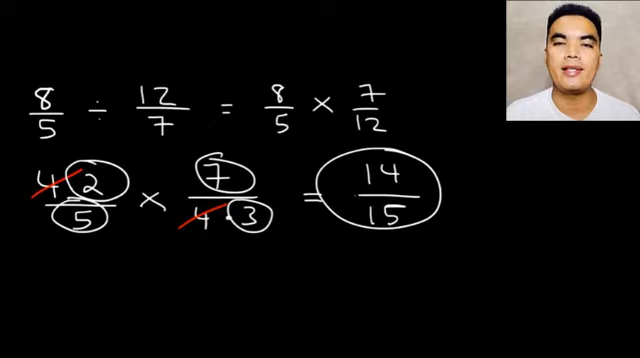 8/5 ÷ 12/7 = 8/5 × 7/12
4·2/5 × 7/4·3 = 14/15